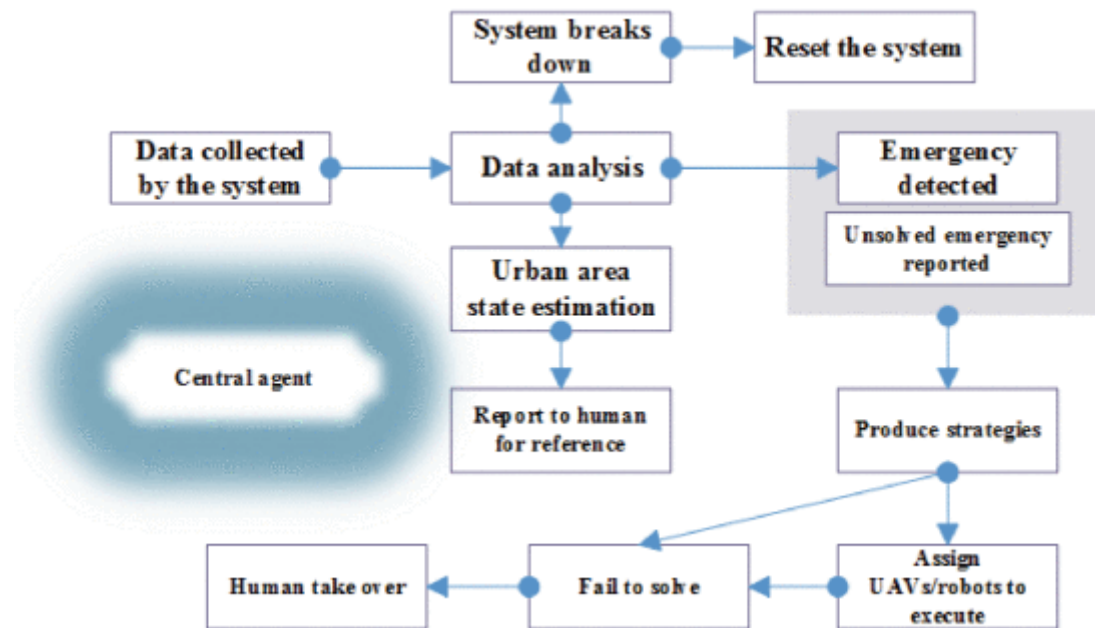 System breaks
down
Reset the system
Data collected
by the system
Data analysis
Emergency
detected
Unsolved emergency
reported
Urban area
state estimation
Central agent
Report to human
for reference
Produce strategies
Human take over
Fail to solve
Assign
UAVs/robots to
execute